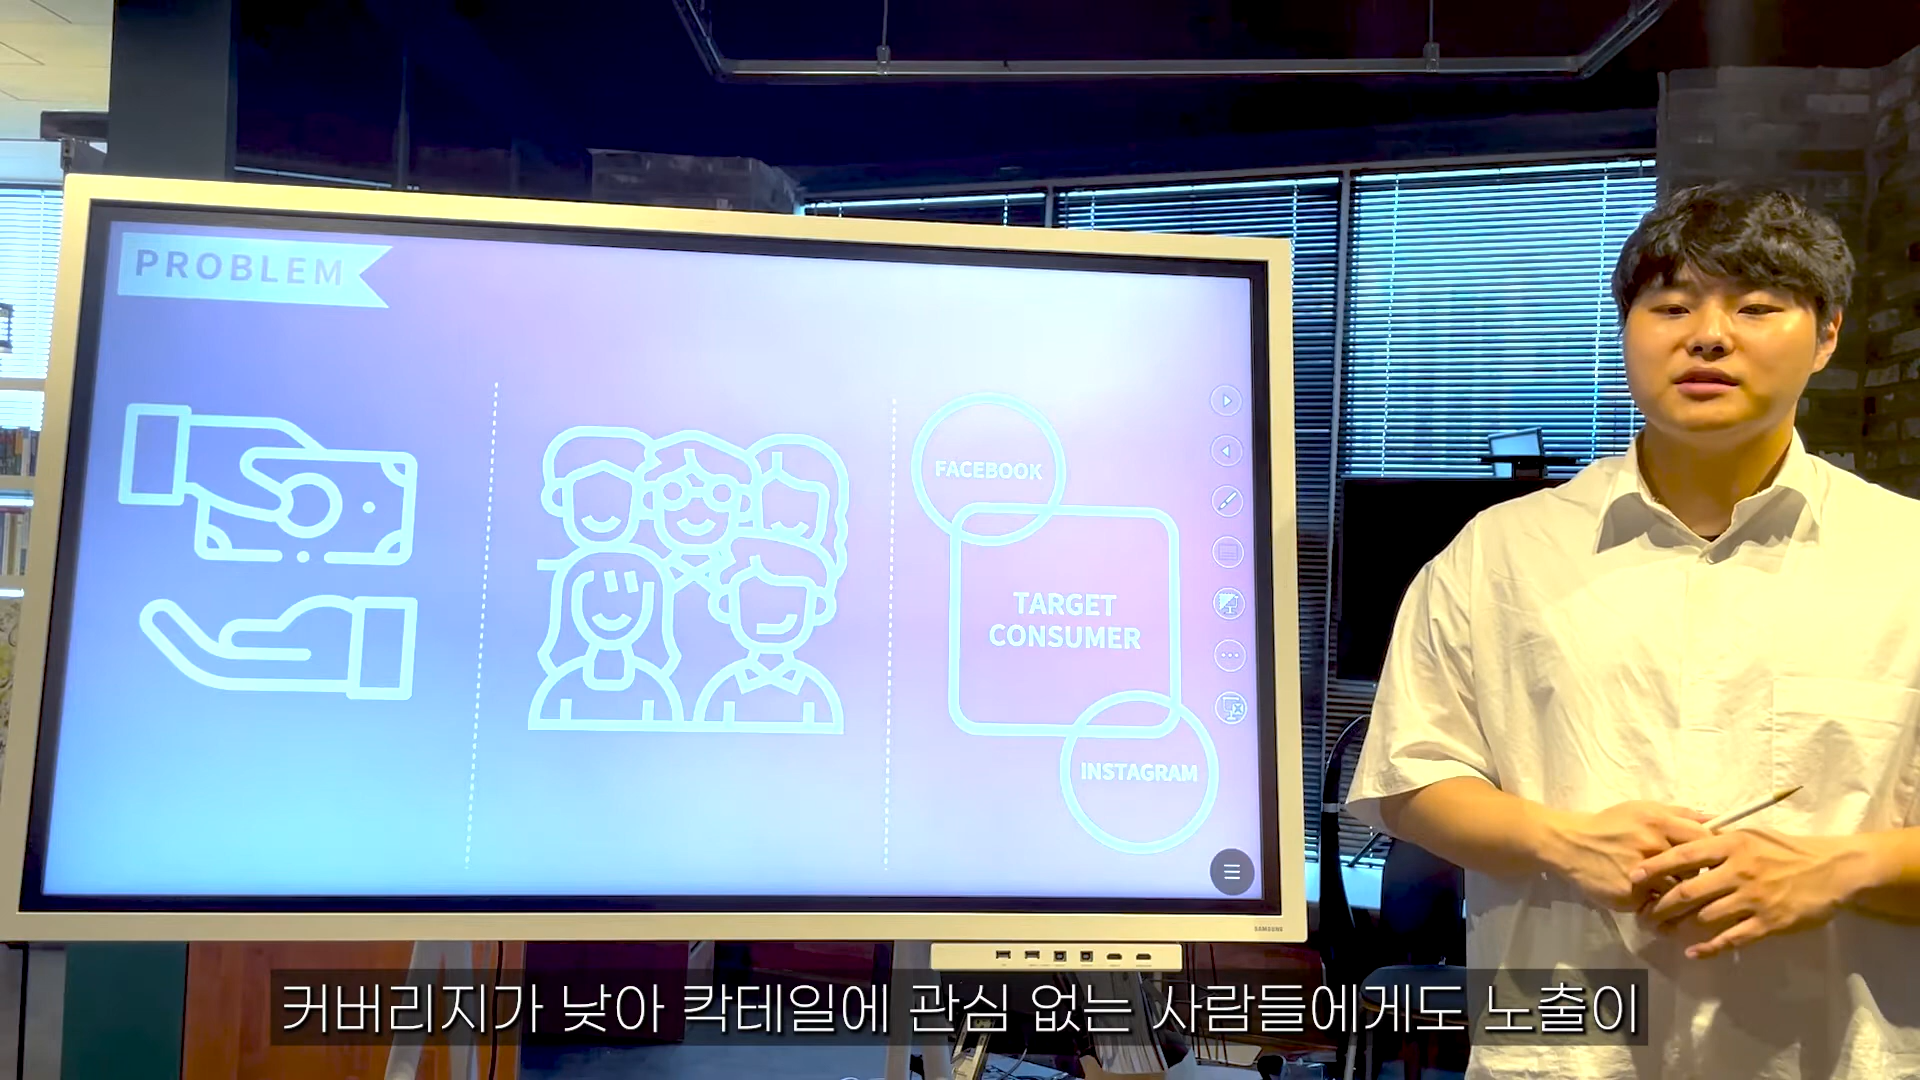 PROBLEM
FACEBOOK
TARGET
CONSUMER
INSTAGRAM
SAMSUNG
커버리지가 낮아 칵테일에 관심 없는 사람들에게도 노출이